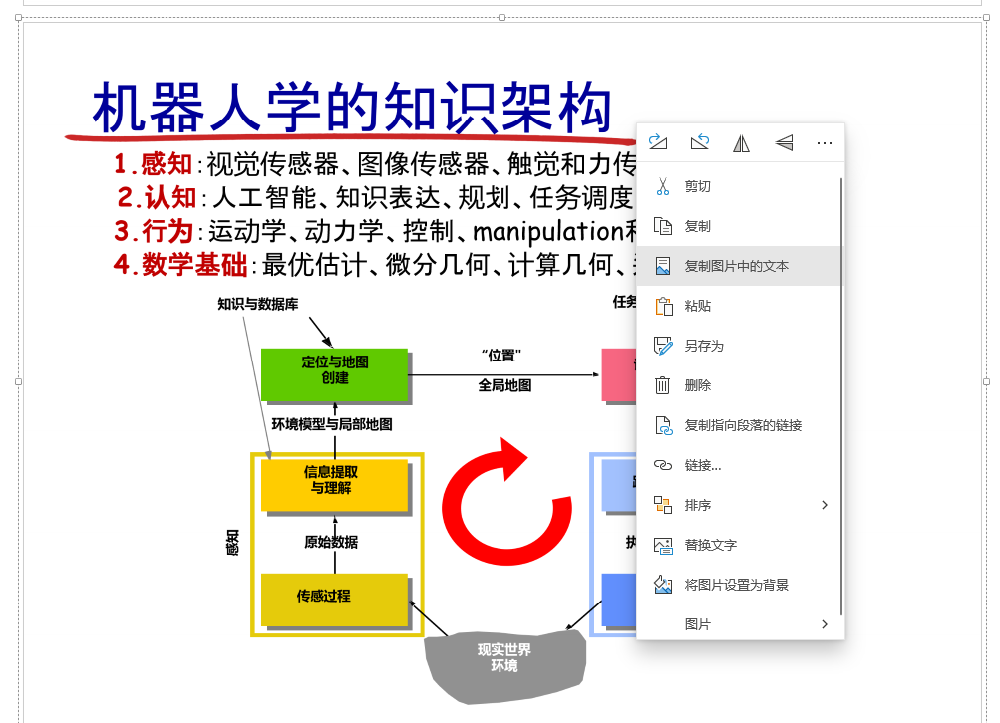 机器人学的知识架构
1.感知:视觉传感器、图像传感器、触觉和力传
2.认知:人工智能、知识表达、规划、任务调度
3.行为:运动学、动力学、控制、manipulation
4.数学基础:最优估计、微分几何、计算几何、
知识与数据库
任务
定位与地图
创建
“位置”
全局地图
环境模型与局部地图
信息提取
与理解
感知
原始数据
传感过程
现实世界
环境
剪切
复制
复制图片中的文本
粘贴
另存为
删除
复制指向段落的链接
链接...
排序
替换文字
将图片设置为背景
图片